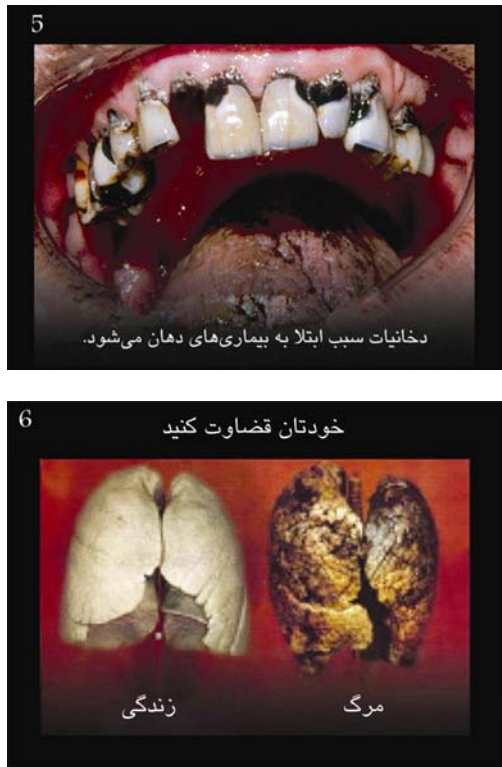 5
دخانیات سبب ابتلا به بیماری‌های دهان می‌شود.
6
خودتان قضاوت کنید
زندگی
مرگ